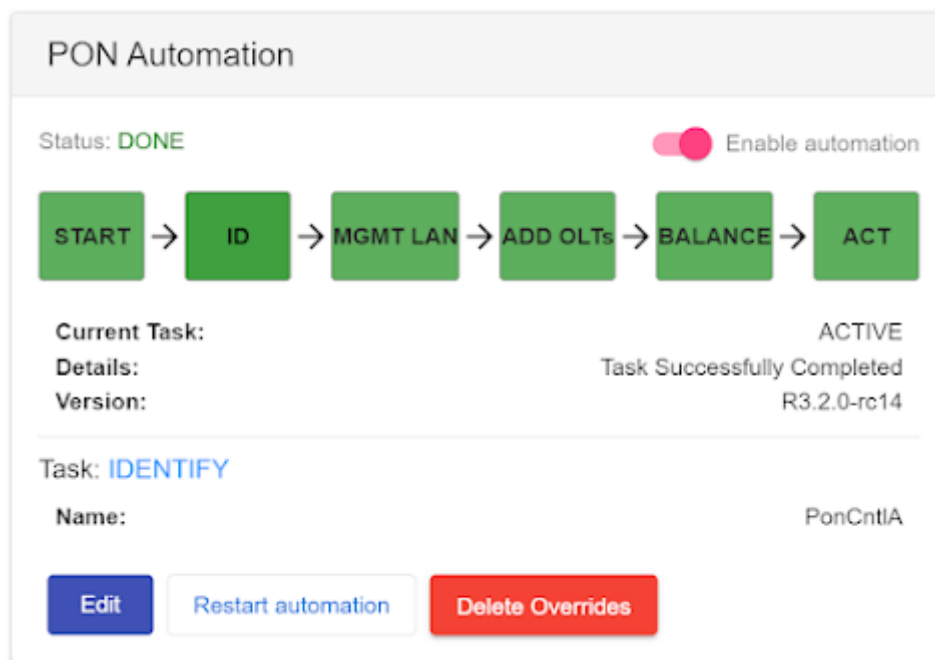 PON Automation
Status: DONE
Enable automation
START → ID → MGMT LAN → ADD OLTs → BALANCE → ACT
Current Task: ACTIVE
Details: Task Successfully Completed
Version: R3.2.0-rc14
Task: IDENTIFY
Name: PonCntlA
Edit Restart automation Delete Overrides